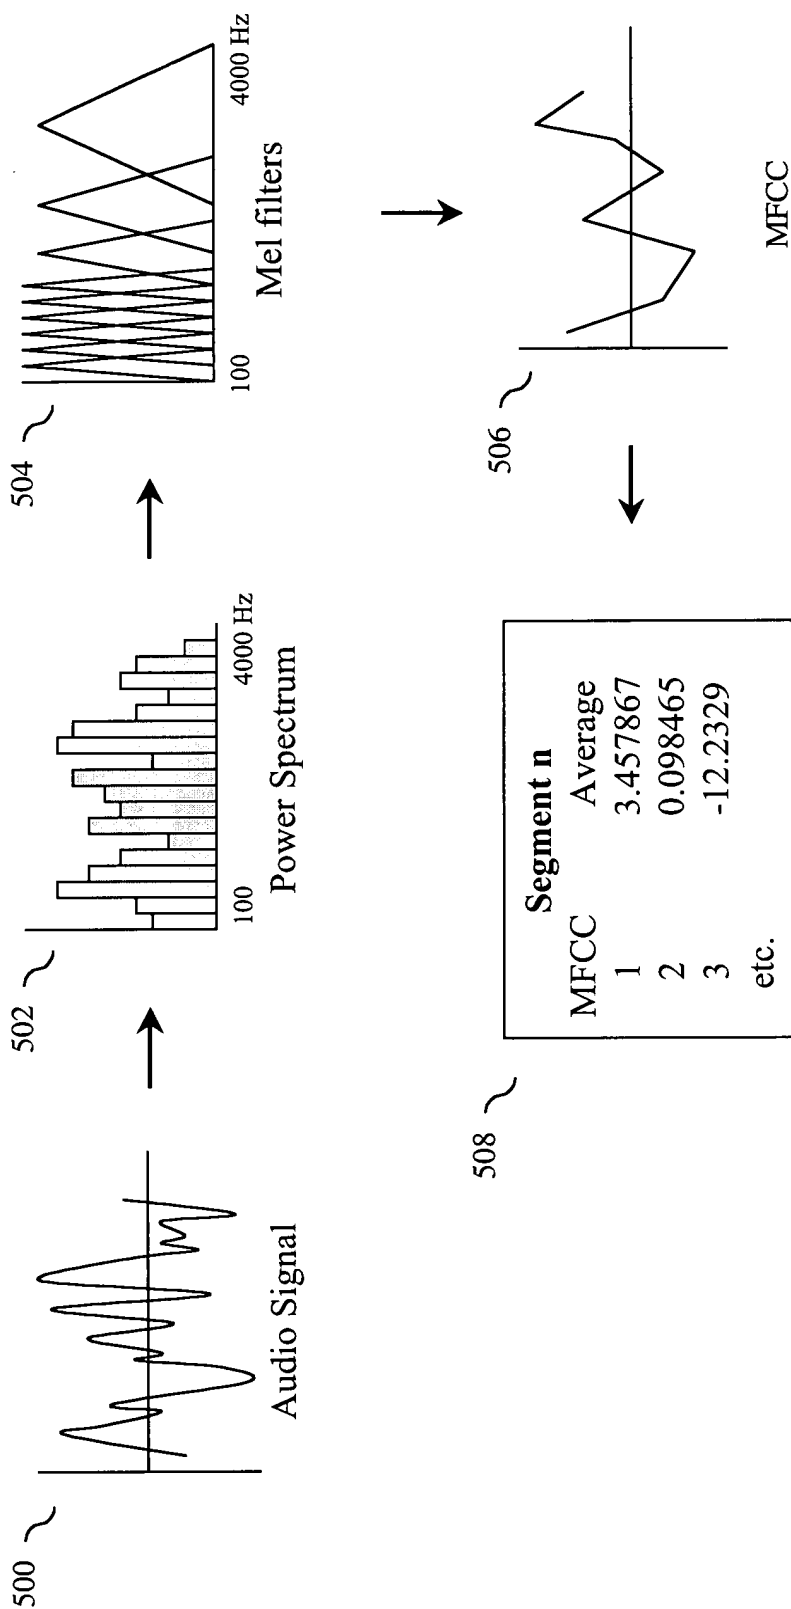 500
Audio Signal
502
100
4000 Hz
Power Spectrum
504
100
4000 Hz
Mel filters
506
MFCC
508
Segment n
MFCC Average
1 3.457867
2 0.098465
3 -12.2329
etc.